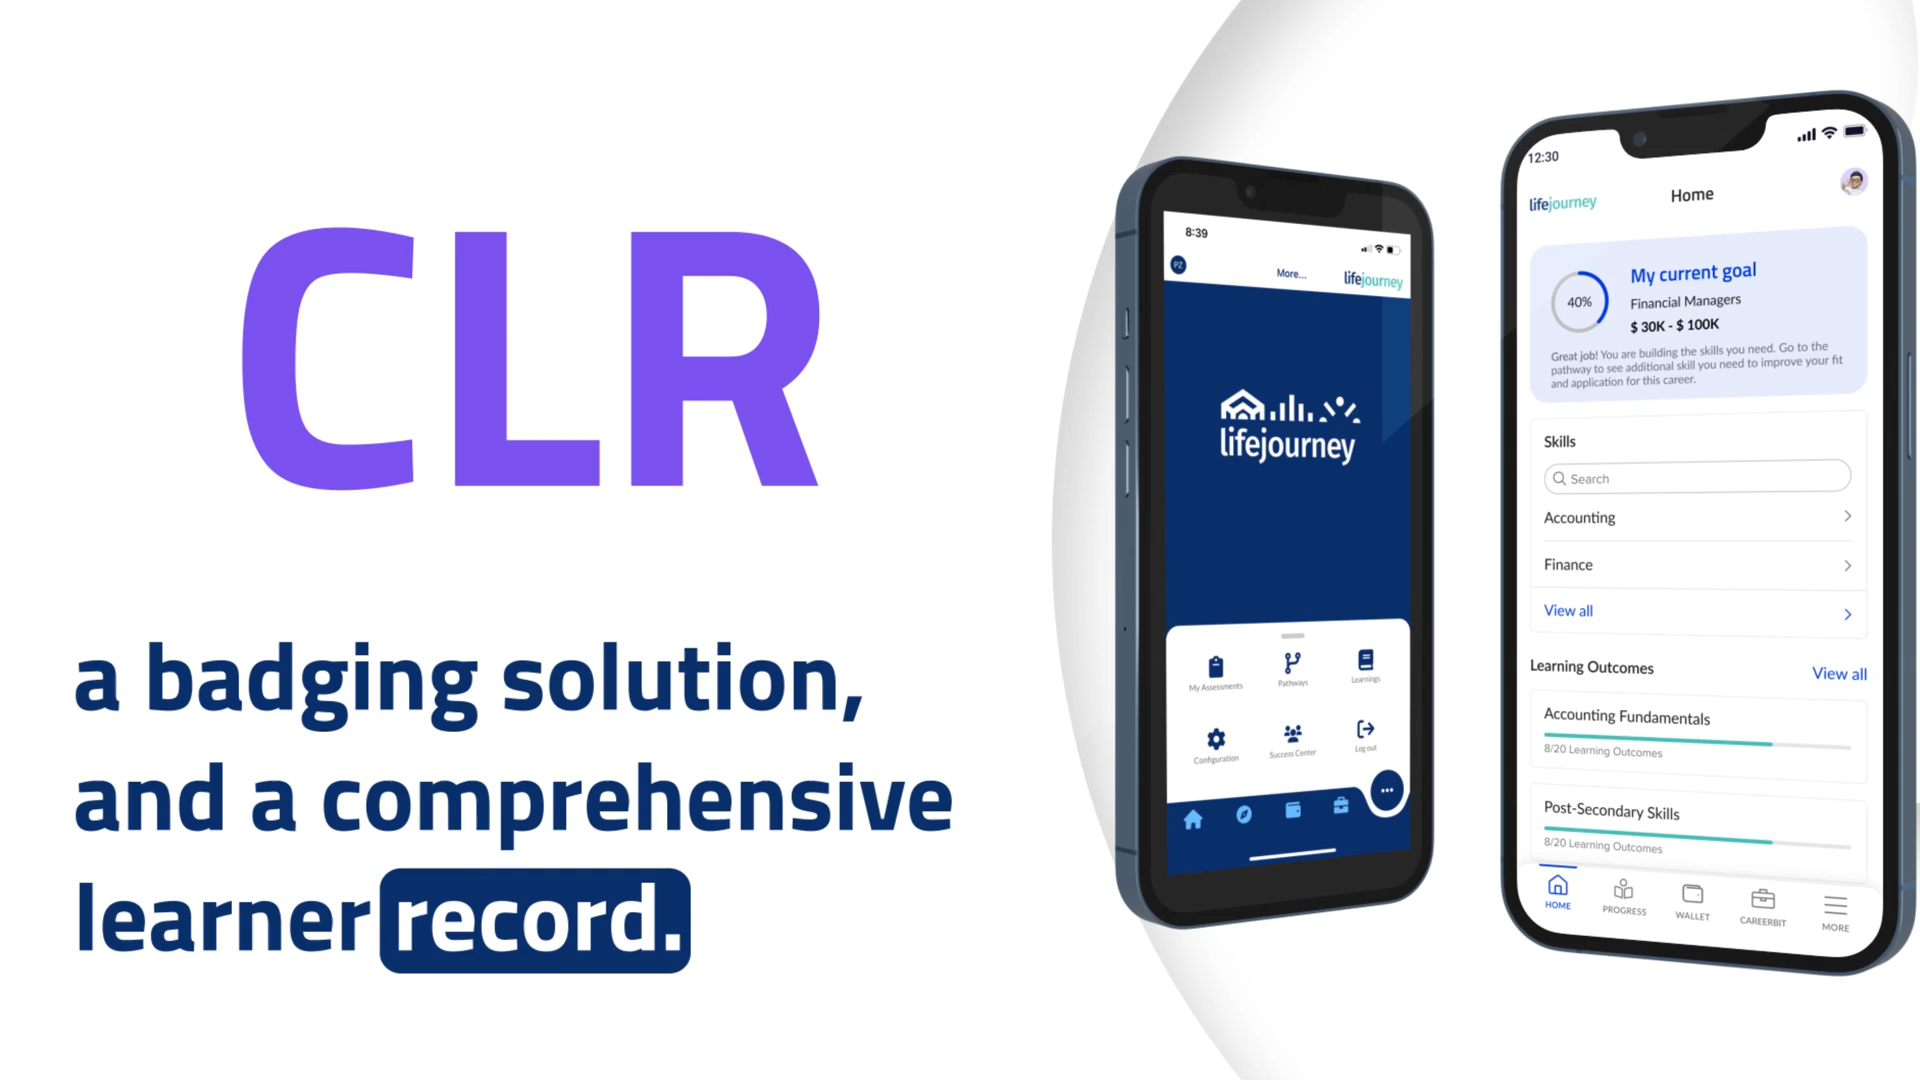 CLR
a badging solution,
and a comprehensive
learner record.
8:39
PZ
More...
lifejourney
lifejourney
My Assessments
Pathways
Learnings
Configuration
Success Center
Log out
12:30
lifejourney
Home
40%
My current goal
Financial Managers
$ 30K - $ 100K
Great job! You are building the skills you need. Go to the
pathway to see additional skill you need to improve your fit
and application for this career.
Skills
Search
Accounting
Finance
View all
Learning Outcomes
View all
Accounting Fundamentals
8/20 Learning Outcomes
Post-Secondary Skills
8/20 Learning Outcomes
HOME
PROGRESS
WALLET
CAREERBIT
MORE